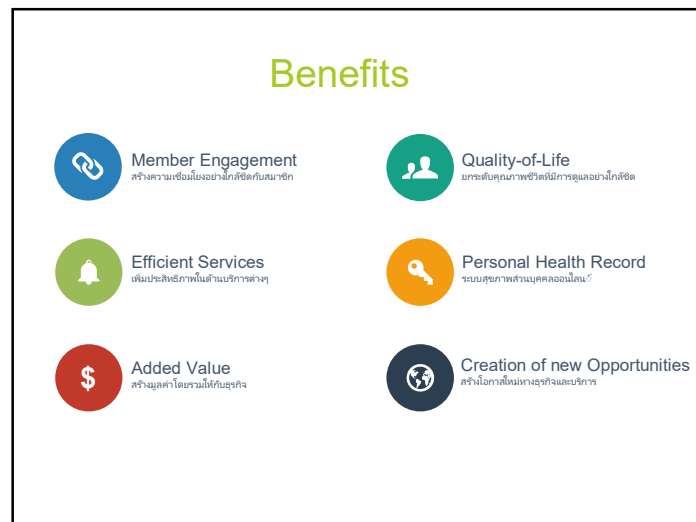 Benefits
Member Engagement
สร้างความเชื่อมโยงอย่างใกล้ชิดกับสมาชิก
Quality-of-Life
ยกระดับคุณภาพชีวิตที่มีการดูแลอย่างใกล้ชิด
Efficient Services
เพิ่มประสิทธิภาพในด้านบริการต่างๆ
Personal Health Record
ระบบสุขภาพส่วนบุคคลออนไลน์
Added Value
สร้างมูลค่าโดยรวมให้กับธุรกิจ
Creation of new Opportunities
สร้างโอกาสใหม่ทางธุรกิจและบริการ